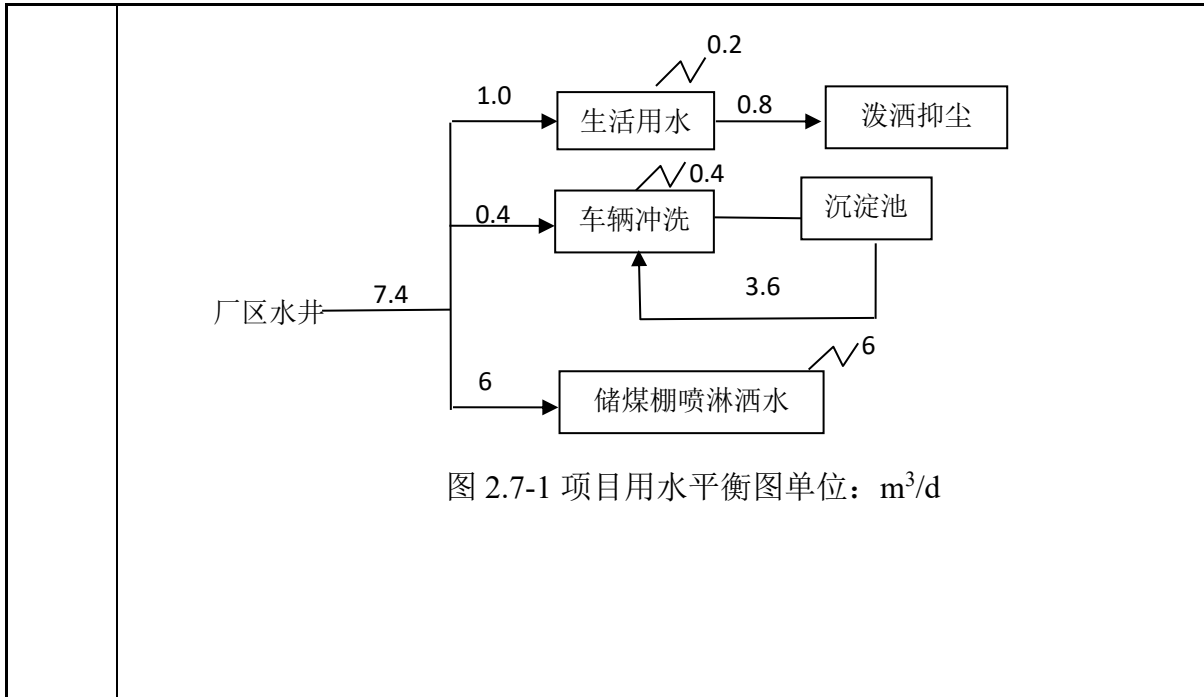 0.2
1.0
生活用水
0.8
泼洒抑尘
0.4
0.4
车辆冲洗
沉淀池
3.6
厂区水井
7.4
6
6
储煤棚喷淋洒水
图 2.7-1 项目用水平衡图单位：m³/d